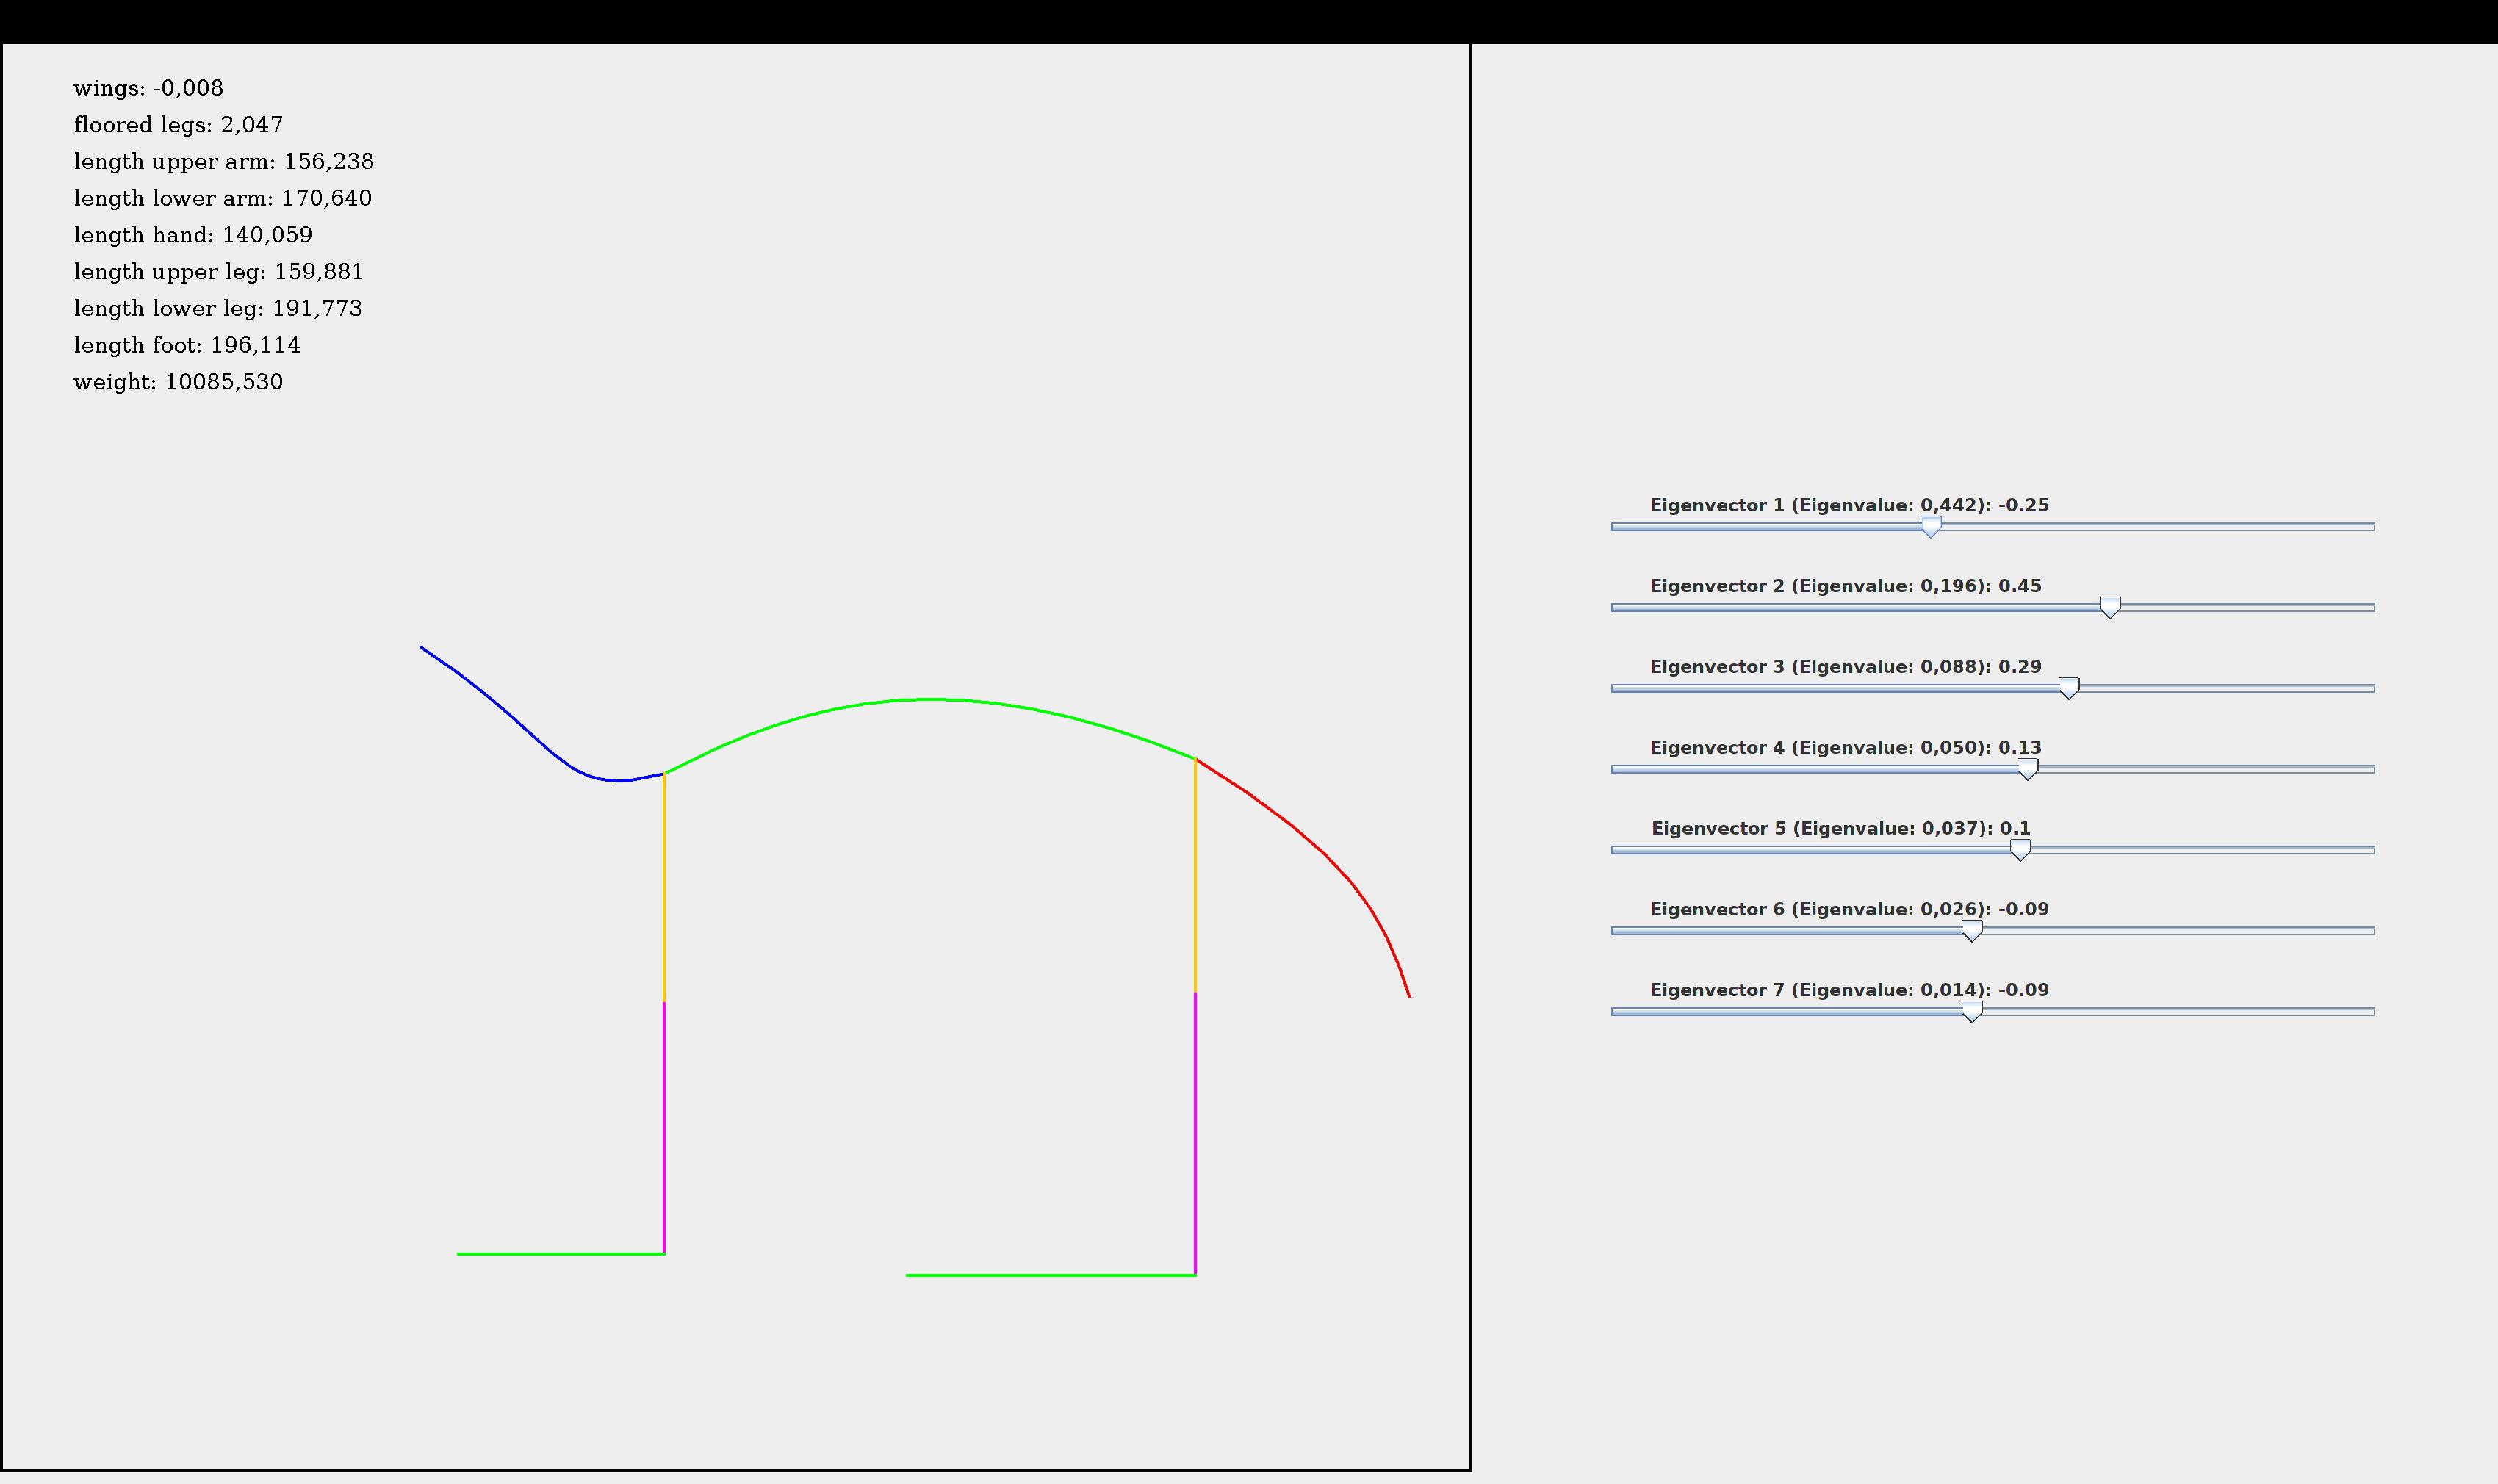 wings: -0,008
floored legs: 2,047
length upper arm: 156,238
length lower arm: 170,640
length hand: 140,059
length upper leg: 159,881
length lower leg: 191,773
length foot: 196,114
weight: 10085,530
Eigenvector 1 (Eigenvalue: 0,442): -0.25
Eigenvector 2 (Eigenvalue: 0,196): 0.45
Eigenvector 3 (Eigenvalue: 0,088): 0.29
Eigenvector 4 (Eigenvalue: 0,050): 0.13
Eigenvector 5 (Eigenvalue: 0,037): 0.1
Eigenvector 6 (Eigenvalue: 0,026): -0.09
Eigenvector 7 (Eigenvalue: 0,014): -0.09